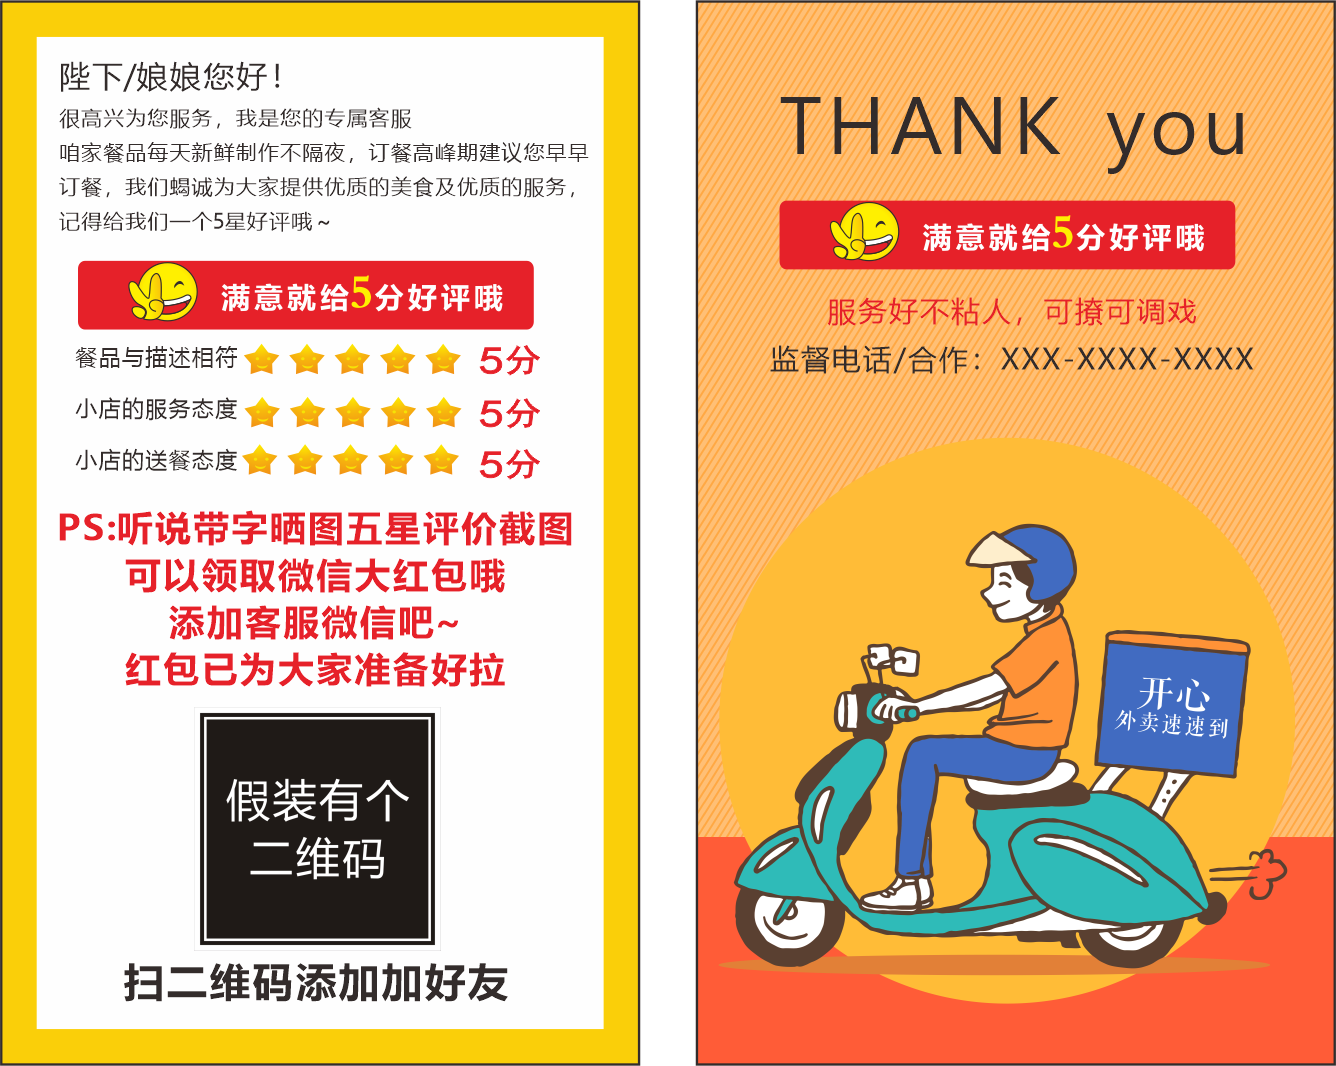 陛下/娘娘您好！
很高兴为您服务，我是您的专属客服
咱家餐品每天新鲜制作不隔夜，订餐高峰期建议您早早
订餐，我们蝎诚为大家提供优质的美食及优质的服务，
记得给我们一个5星好评哦~
满意就给5分好评哦
餐品与描述相符 5分
小店的服务态度 5分
小店的送餐态度 5分
PS:听说带字晒图五星评价截图
可以领取微信大红包哦
添加客服微信吧~
红包已为大家准备好拉
假装有个
二维码
扫二维码添加加好友
THANK you
满意就给5分好评哦
服务好不粘人，可撩可调戏
监督电话/合作：XXX-XXXX-XXXX
开心
外卖速速到